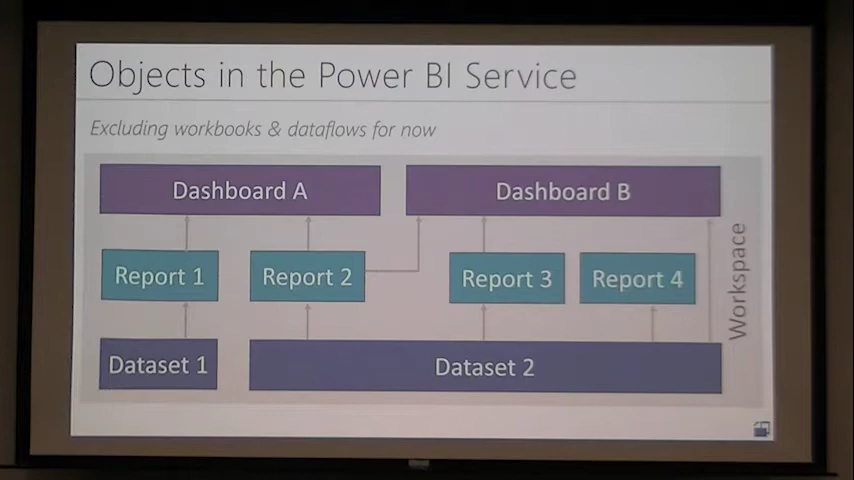 Objects in the Power BI Service
Excluding workbooks & dataflows for now
Dashboard A
Dashboard B
Report 1
Report 2
Report 3
Report 4
Workspace
Dataset 1
Dataset 2